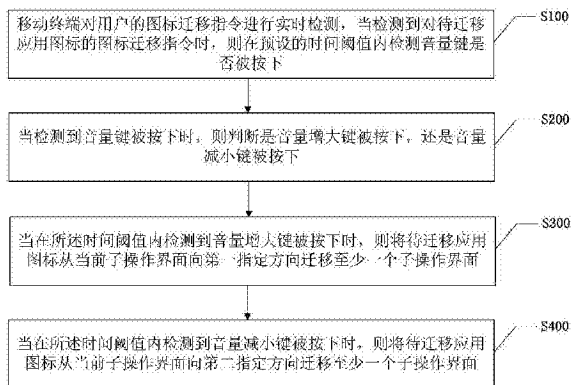 移动终端对用户的图标迁移指令进行实时检测，当检测到对待迁移
应用图标的图标迁移指令时，则在预设的时间阈值内检测音量键是
否被按下
S100
当检测到音量键被按下时，则判断是音量增大键被按下，还是音量
减小键被按下
S200
当在所述时间阈值内检测到音量增大键被按下时，则将待迁移应用
图标从当前子操作界面向第一指定方向迁移至少一个子操作界面
S300
当在所述时间阈值内检测到音量减小键被按下时，则将待迁移应用
图标从当前子操作界面向第二指定方向迁移至少一个子操作界面
S400